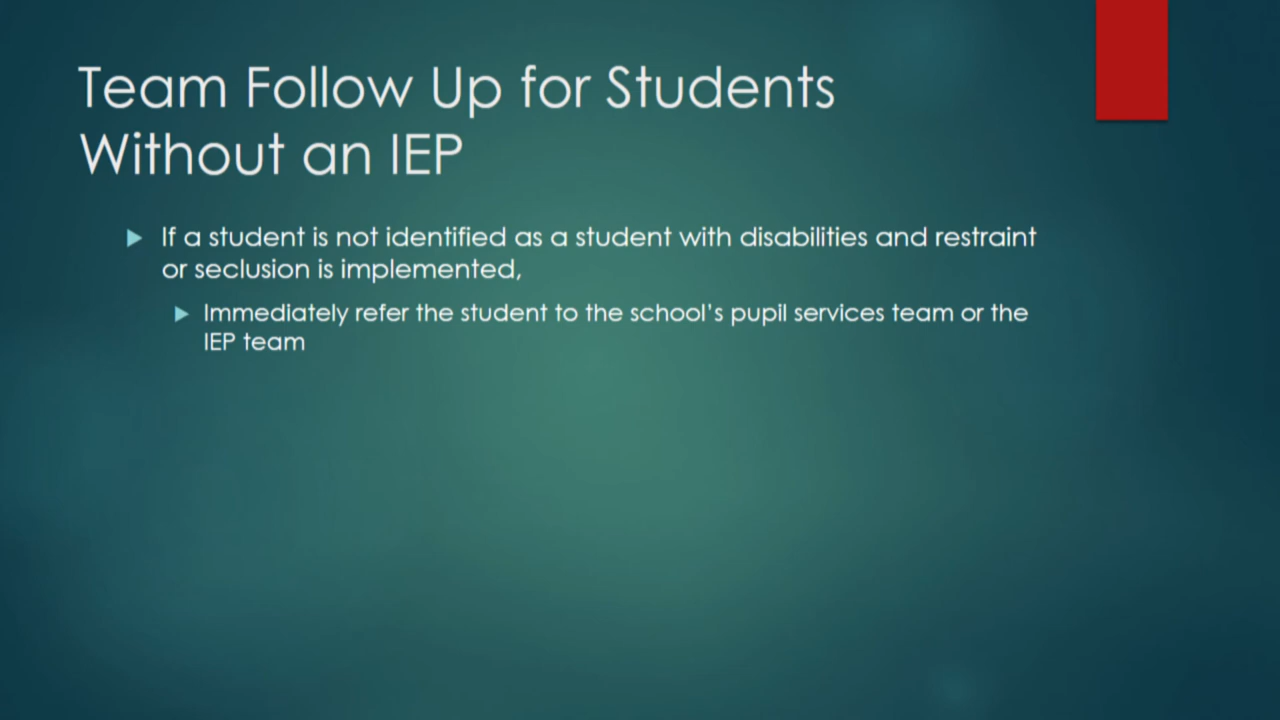 Team Follow Up for Students
Without an IEP
If a student is not identified as a student with disabilities and restraint
or seclusion is implemented,
Immediately refer the student to the school's pupil services team or the
IEP team